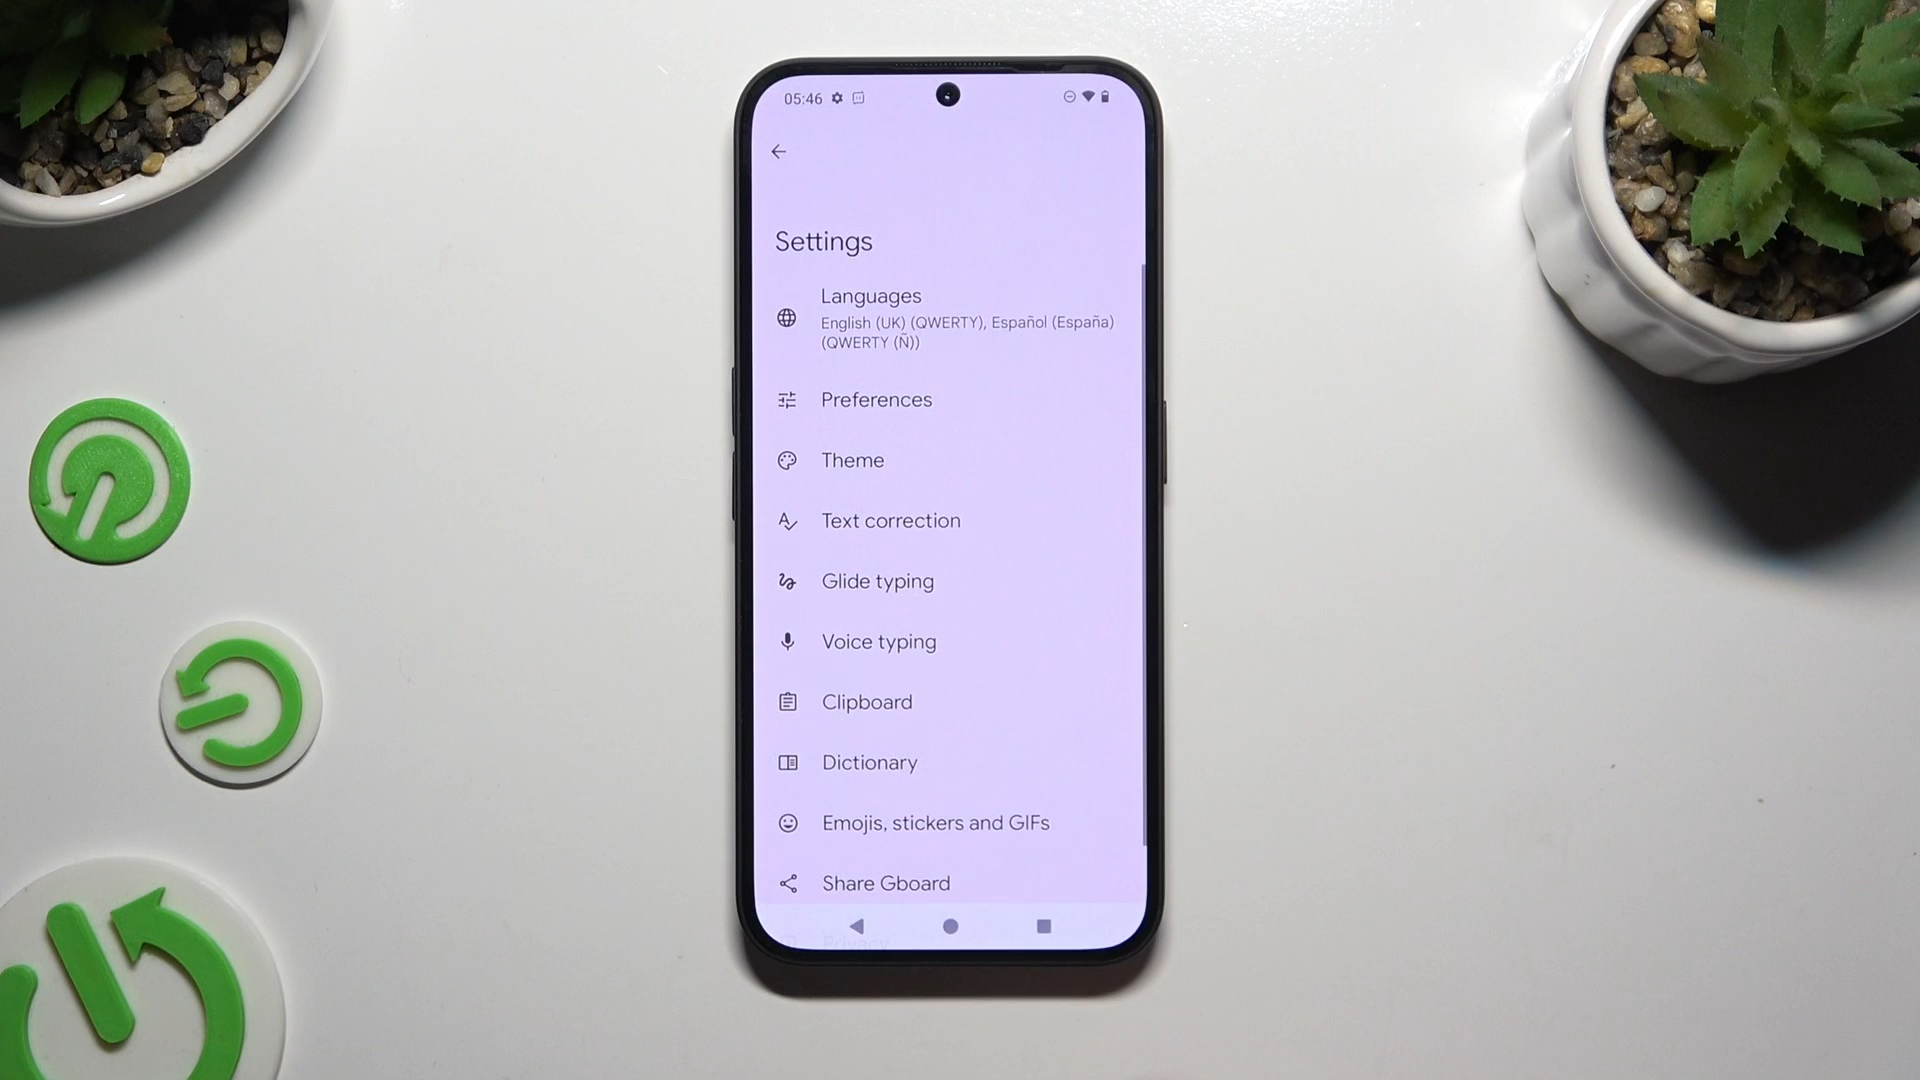 05:46
Settings
Languages
English (UK) (QWERTY), Español (España)
(QWERTY (Ñ))
Preferences
Theme
Text correction
Glide typing
Voice typing
Clipboard
Dictionary
Emojis, stickers and GIFs
Share Gboard
Privacy